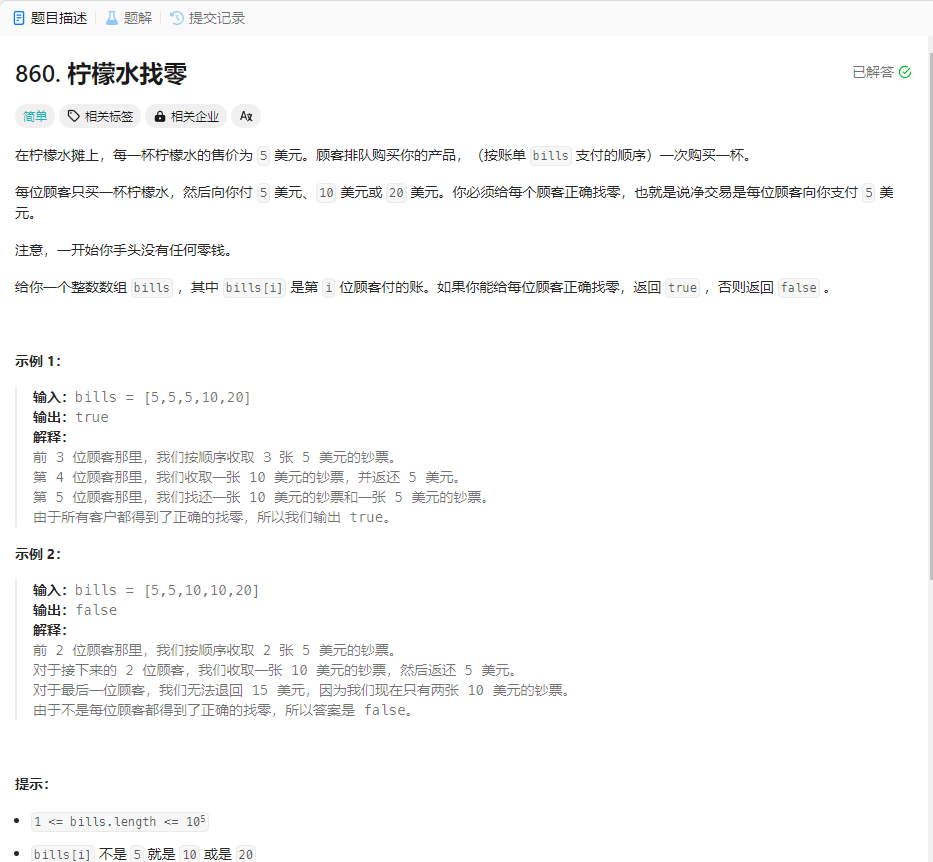 题目描述 题解 提交记录
860. 柠檬水找零 已解答
简单 相关标签 相关企业 Ax
在柠檬水摊上，每一杯柠檬水的售价为 5 美元。顾客排队购买你的产品，（按账单 bills 支付的顺序）一次购买一杯。
每位顾客只买一杯柠檬水，然后向你付 5 美元、10 美元或 20 美元。你必须给每个顾客正确找零，也就是说净交易是每位顾客向你支付 5 美
元。
注意，一开始你手头没有任何零钱。
给你一个整数数组 bills ，其中 bills[i] 是第 i 位顾客付的账。如果你能给每位顾客正确找零，返回 true ，否则返回 false 。
示例 1：
输入：bills = [5,5,5,10,20]
输出：true
解释：
前 3 位顾客那里，我们按顺序收取 3 张 5 美元的钞票。
第 4 位顾客那里，我们收取一张 10 美元的钞票，并返还 5 美元。
第 5 位顾客那里，我们找还一张 10 美元的钞票和一张 5 美元的钞票。
由于所有客户都得到了正确的找零，所以我们输出 true。
示例 2：
输入：bills = [5,5,10,10,20]
输出：false
解释：
前 2 位顾客那里，我们按顺序收取 2 张 5 美元的钞票。
对于接下来的 2 位顾客，我们收取一张 10 美元的钞票，然后返还 5 美元。
对于最后一位顾客，我们无法退回 15 美元，因为我们现在只有两张 10 美元的钞票。
由于不是每位顾客都得到了正确的找零，所以答案是 false。
提示：
1 <= bills.length <= 10⁵
bills[i] 不是 5 就是 10 或是 20